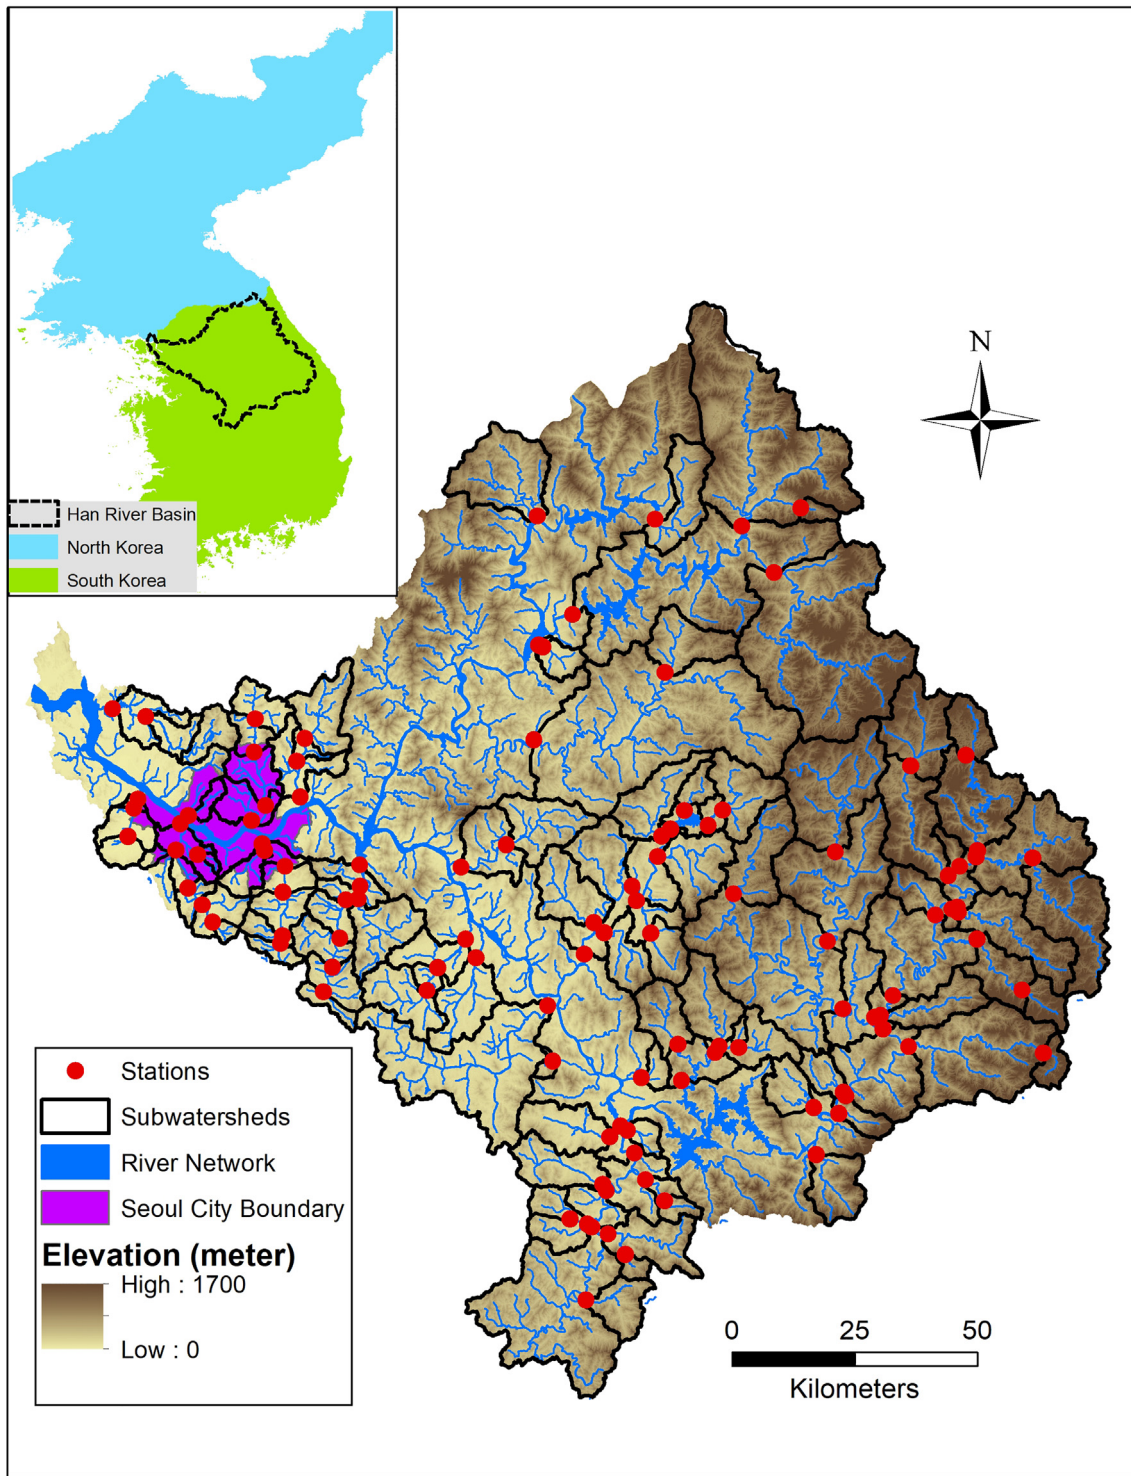 Han River Basin
North Korea
South Korea
N
Stations
Subwatersheds
River Network
Seoul City Boundary
Elevation (meter)
High : 1700
Low : 0
0 25 50
Kilometers